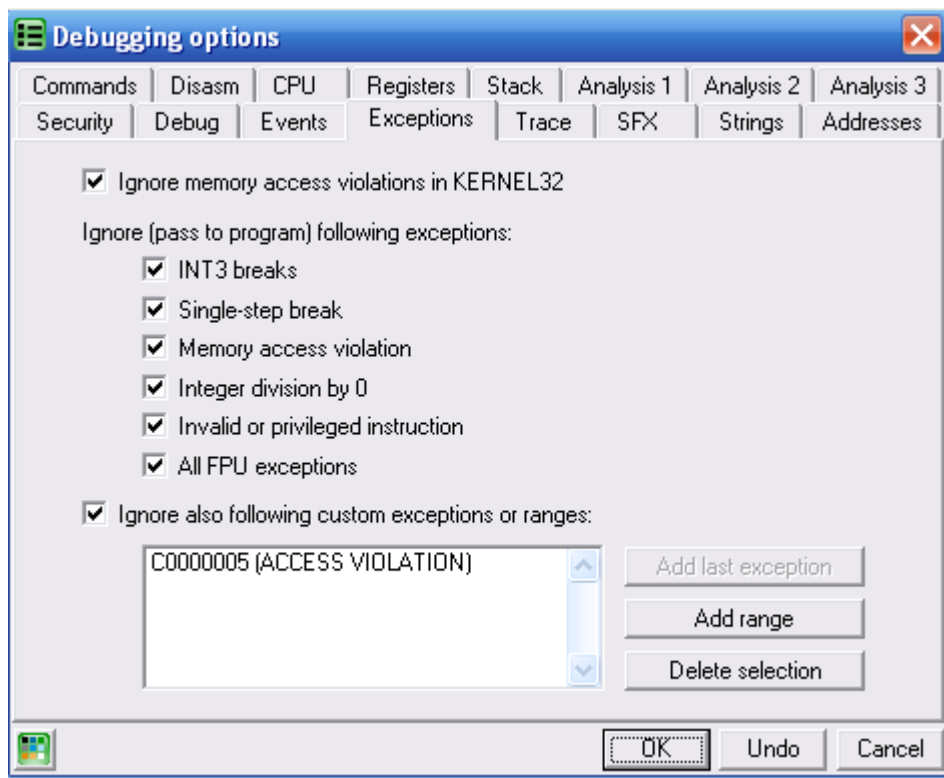 Debugging options
Commands Disasm CPU Registers Stack Analysis 1 Analysis 2 Analysis 3
Security Debug Events Exceptions Trace SFX Strings Addresses
Ignore memory access violations in KERNEL32
Ignore (pass to program) following exceptions:
INT3 breaks
Single-step break
Memory access violation
Integer division by 0
Invalid or privileged instruction
All FPU exceptions
Ignore also following custom exceptions or ranges:
C0000005 (ACCESS VIOLATION)
Add last exception
Add range
Delete selection
OK Undo Cancel